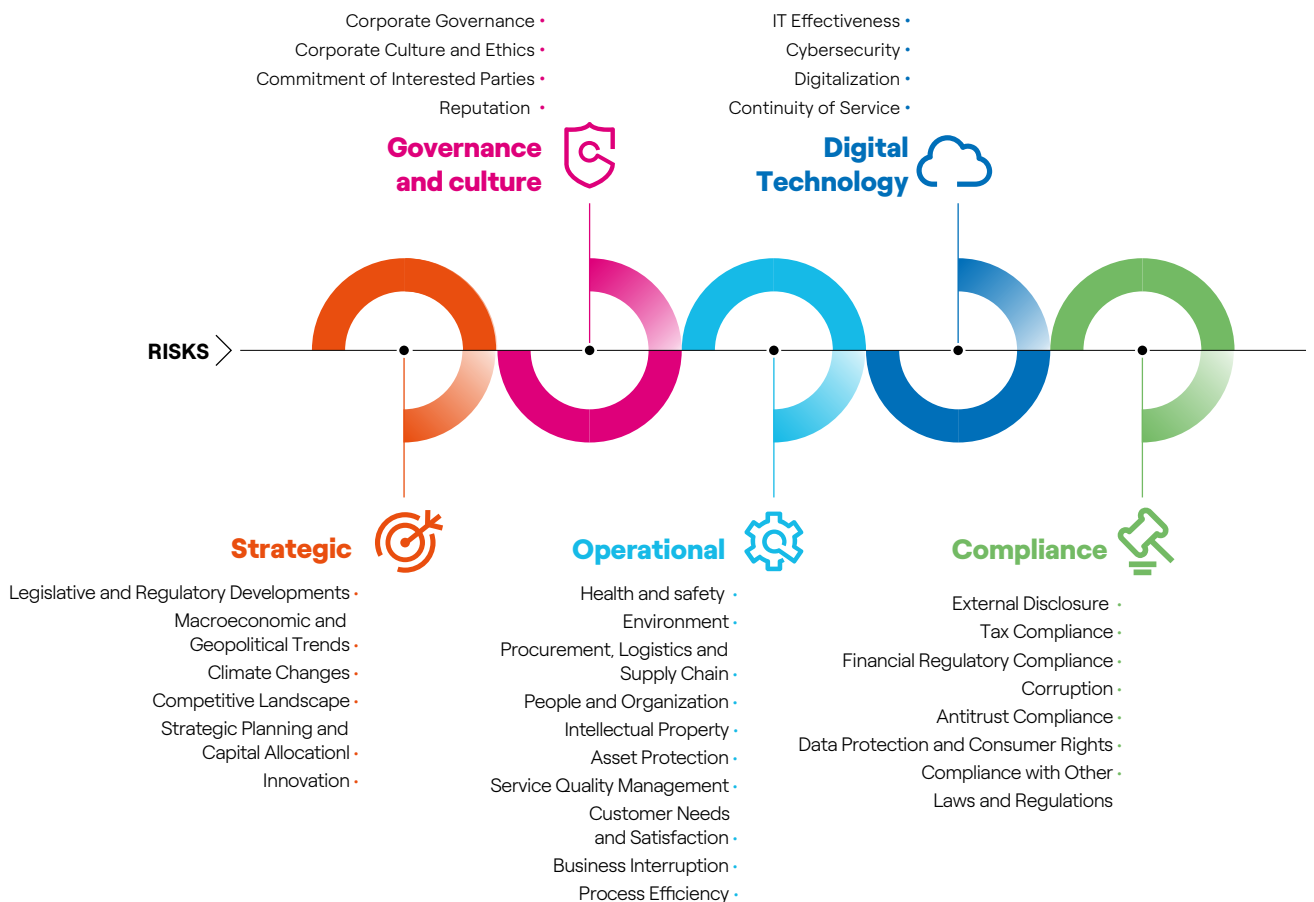 Corporate Governance •
Corporate Culture and Ethics •
Commitment of Interested Parties •
Reputation •
Governance
and culture
IT Effectiveness •
Cybersecurity •
Digitalization •
Continuity of Service •
Digital
Technology
RISKS
Strategic
Legislative and Regulatory Developments •
Macroeconomic and
Geopolitical Trends •
Climate Changes •
Competitive Landscape •
Strategic Planning and
Capital Allocationl •
Innovation •
Operational
Health and safety •
Environment •
Procurement, Logistics and
Supply Chain •
People and Organization •
Intellectual Property •
Asset Protection •
Service Quality Management •
Customer Needs
and Satisfaction •
Business Interruption •
Process Efficiency •
Compliance
External Disclosure •
Tax Compliance •
Financial Regulatory Compliance •
Corruption •
Antitrust Compliance •
Data Protection and Consumer Rights •
Compliance with Other •
Laws and Regulations